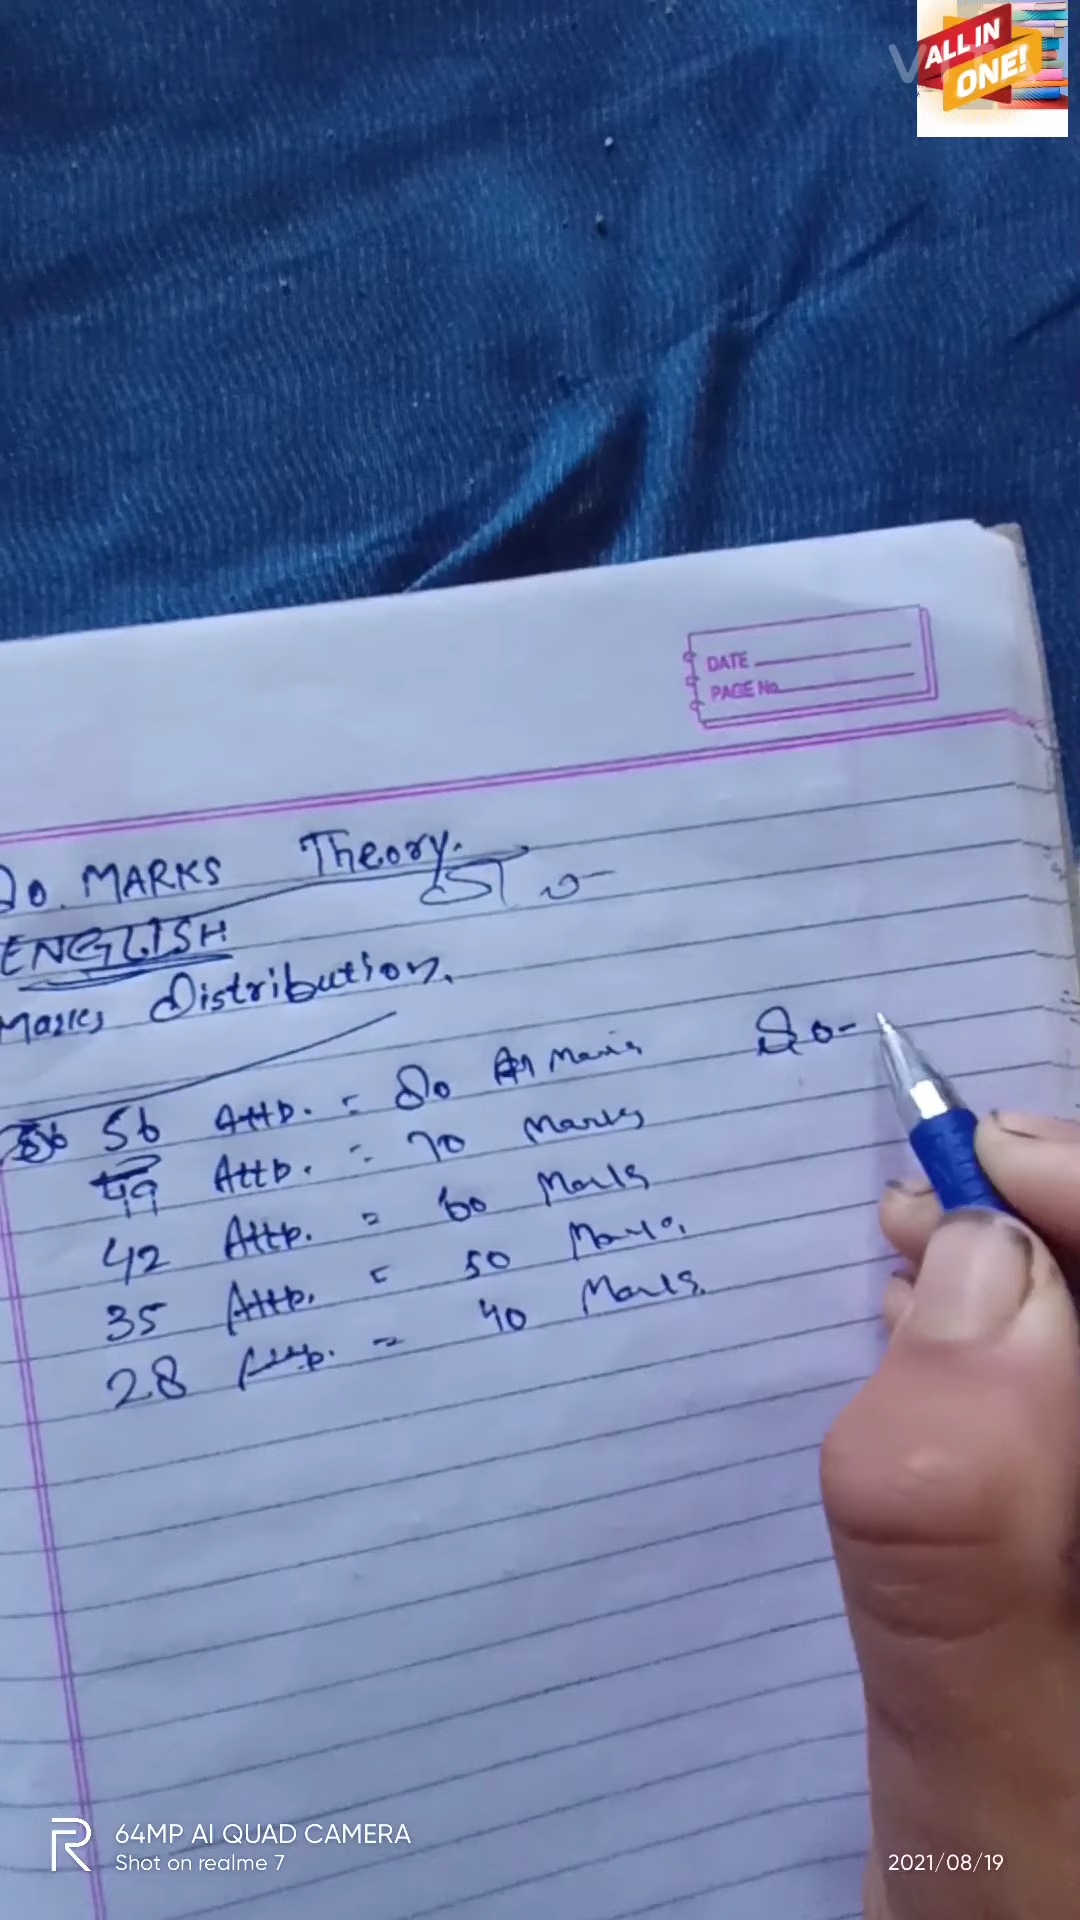 ALL IN
ONE!
DATE
PAGE No.
80. MARKS Theory.
ENGLISH
Marks Distribution.
56 Attp. = 80 Marks 80-
49 Attp. = 70 Marks
42 Attp. = 60 Marks
35 Attp. = 50 Marks
28 Attp. = 40 Marks
64MP AI QUAD CAMERA
Shot on realme 7
2021/08/19